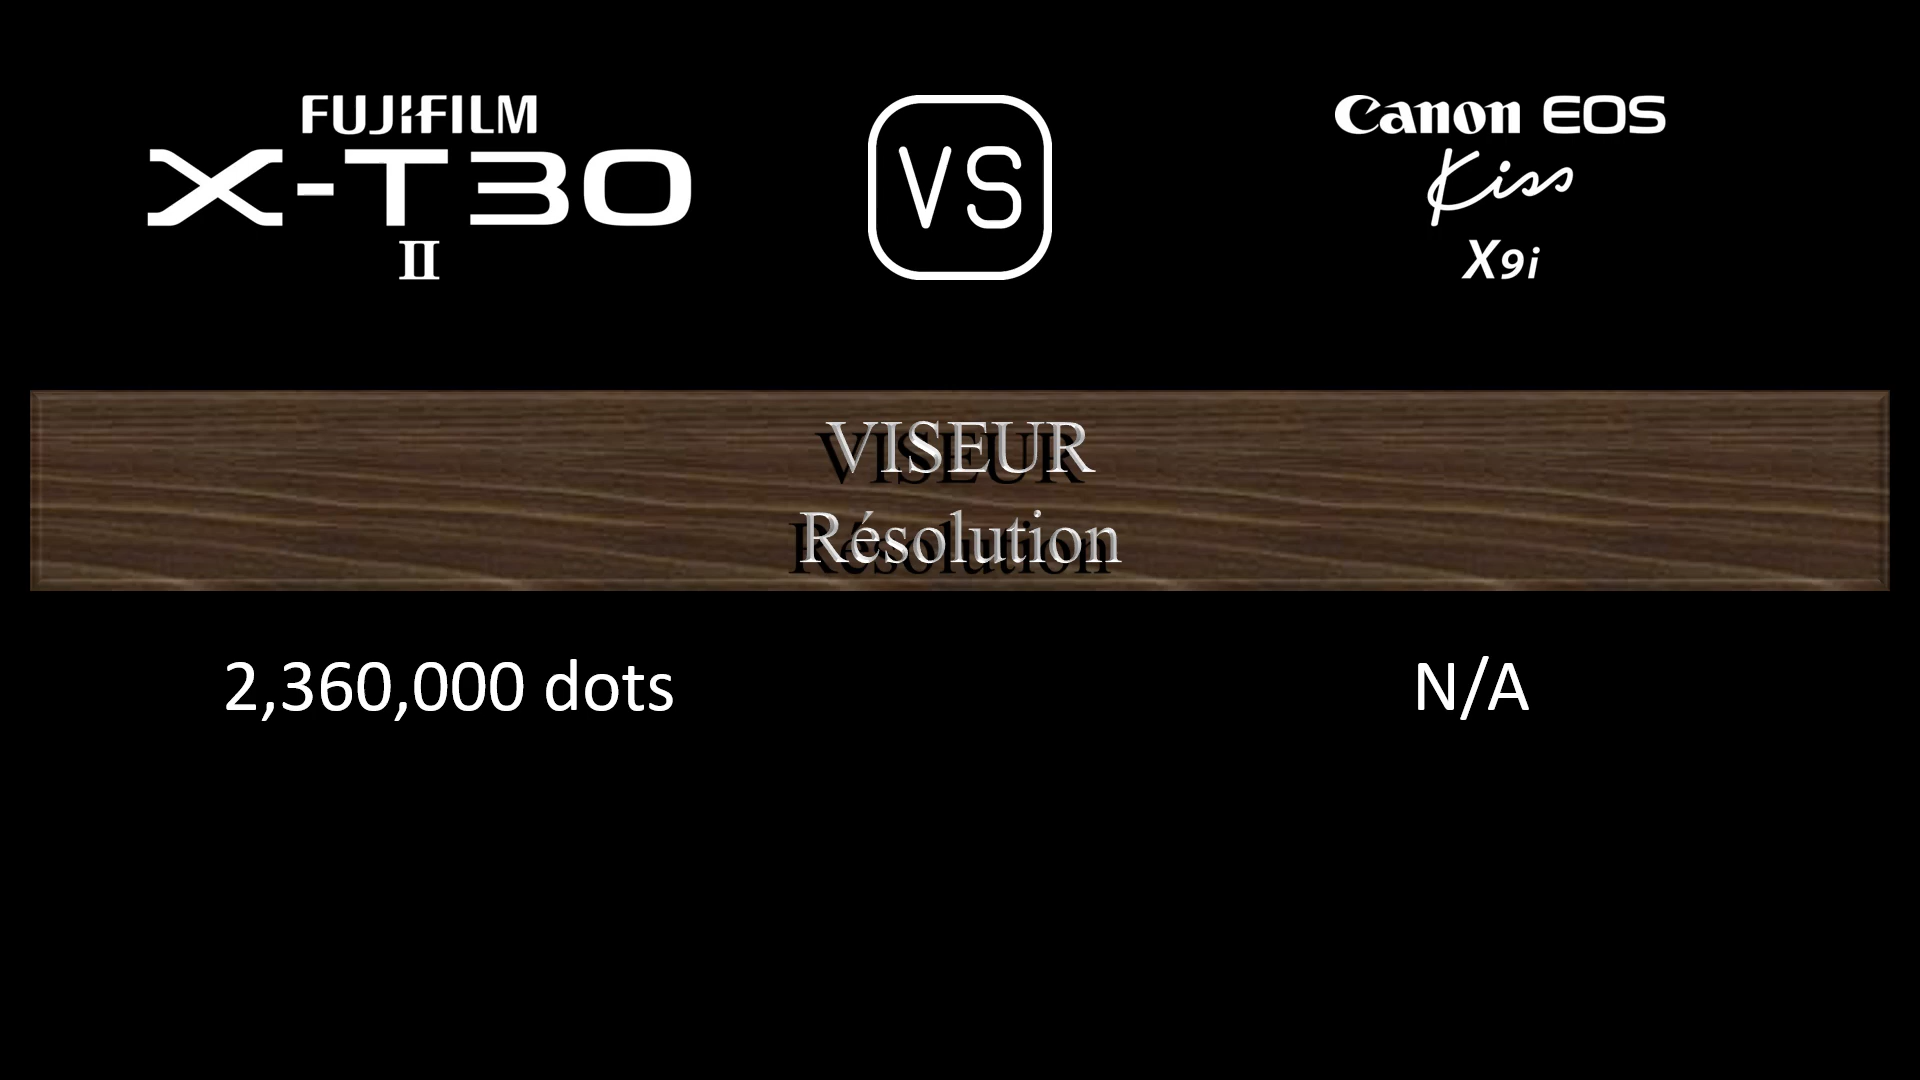 FUJIFILM
X-T30
II
VS
Canon EOS
Kiss
X9i
VISEUR
Résolution
2,360,000 dots
N/A